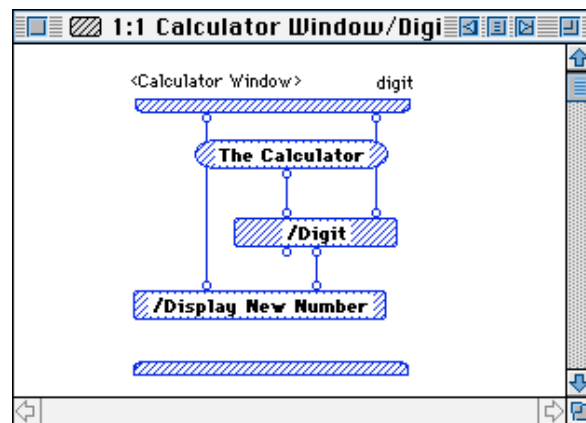 1:1 Calculator Window/Digi
<Calculator Window> digit
The Calculator
/Digit
/Display New Number